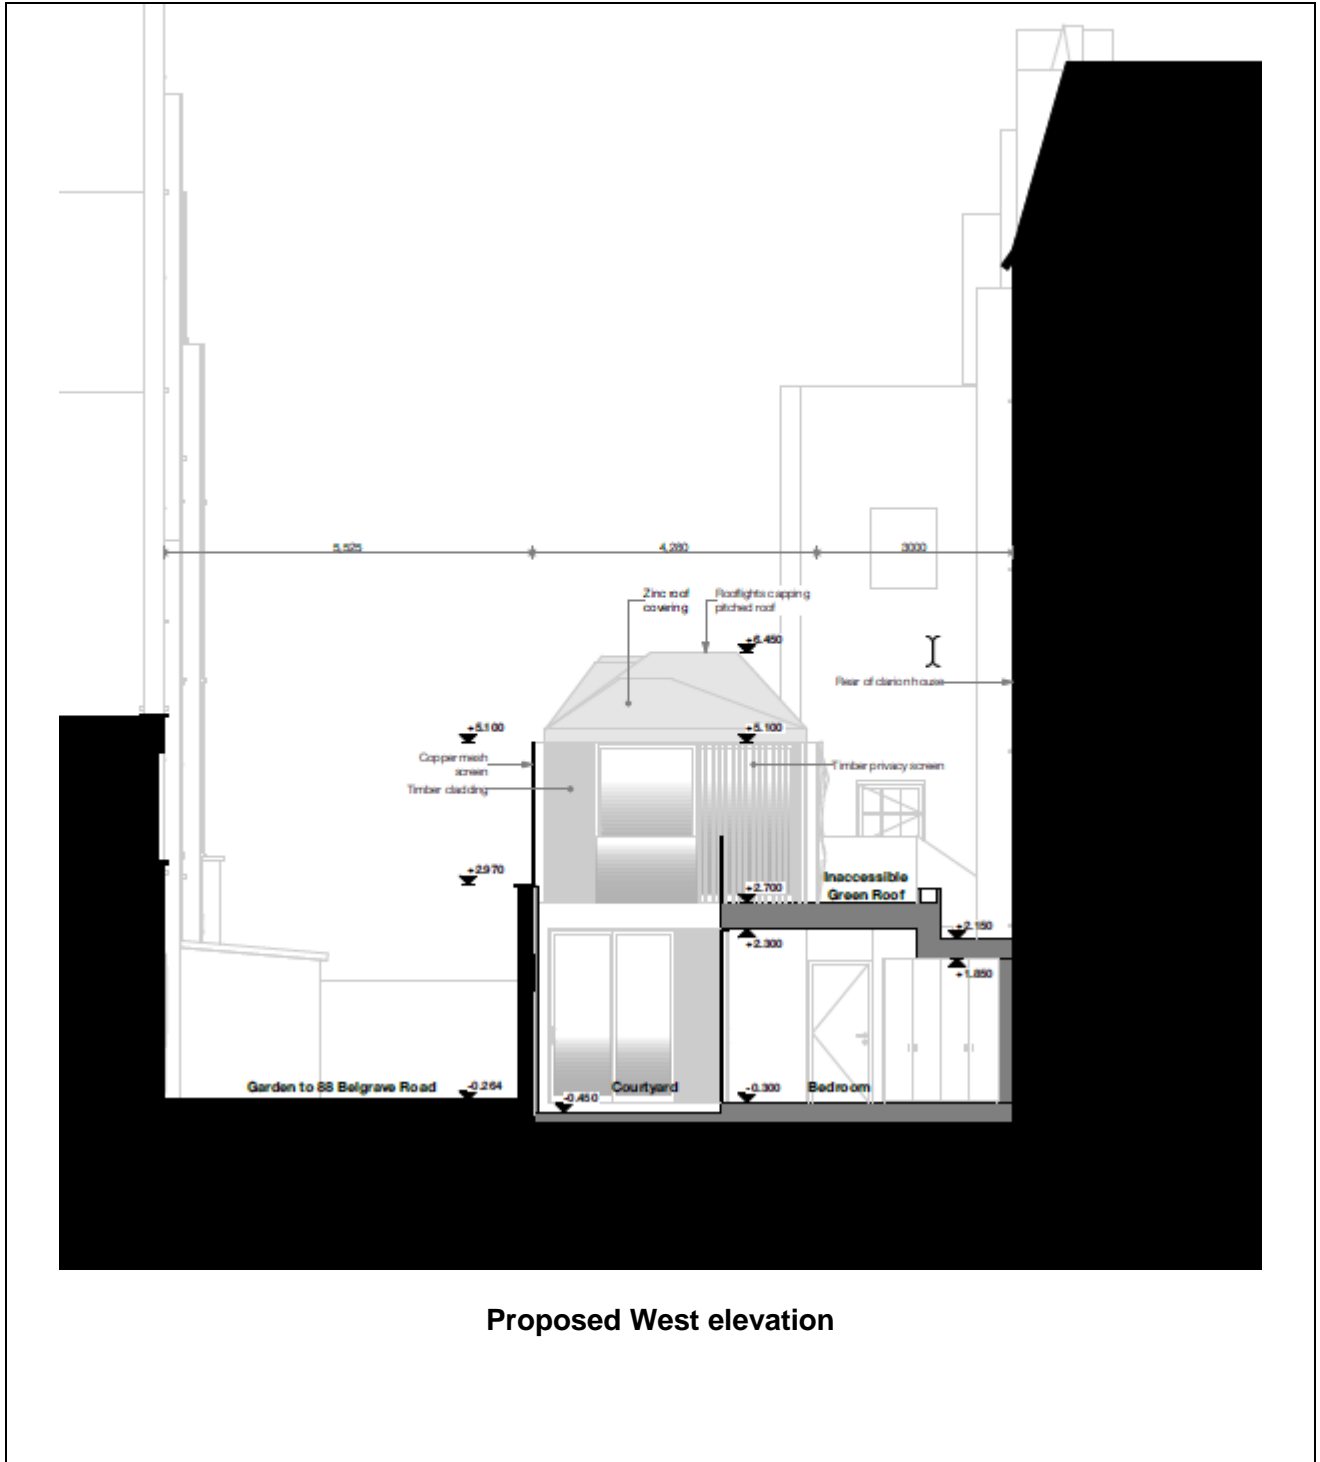 5,525
4,280
3000
Zinc roof
covering
Rooflights capping
pitched roof
+6.450
Rear of clarion house
+5.100
+5.100
Copper mesh
screen
Timber privacy screen
Timber cladding
+2.970
Inaccessible
Green Roof
+2.700
+2.150
+2.300
+1.850
Garden to 88 Belgrave Road
-0.264
Courtyard
-0.300
Bedroom
-0.450
Proposed West elevation